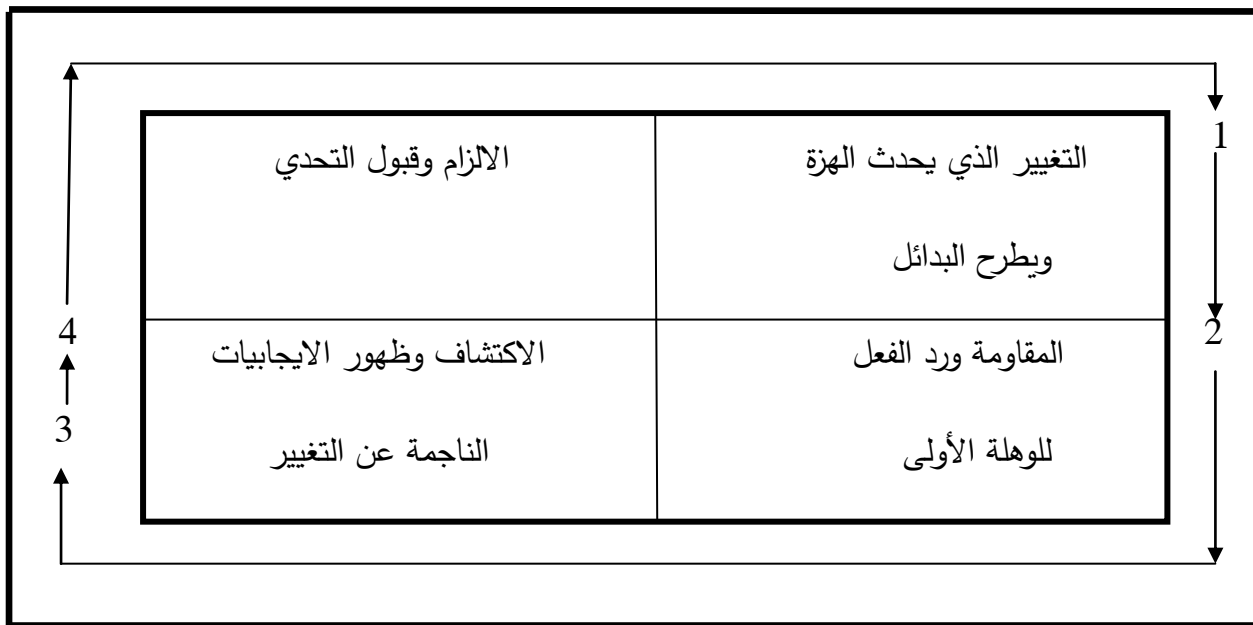 1
التغيير الذي يحدث الهزة
ويطرح البدائل
2
المقاومة ورد الفعل
للوهلة الأولى
3
الاكتشاف وظهور الايجابيات
الناجمة عن التغيير
4
الالزام وقبول التحدي